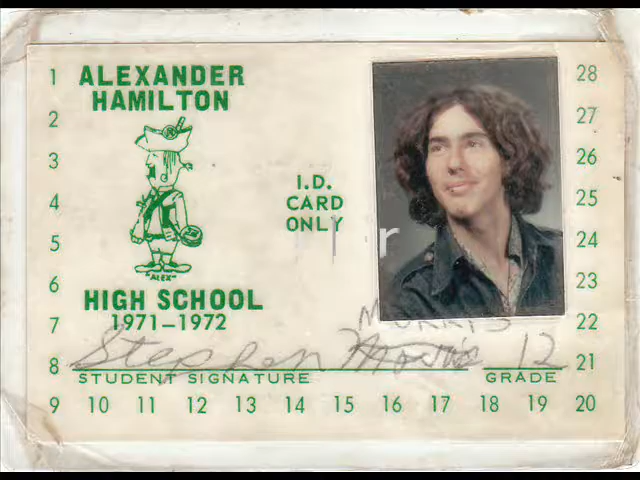 ALEXANDER
HAMILTON
I.D.
CARD
ONLY
"ALEX"
HIGH SCHOOL
1971-1972
MORRIS
Stephen Morris 12
STUDENT SIGNATURE GRADE
1
2
3
4
5
6
7
8
9 10 11 12 13 14 15 16 17 18 19 20
21
22
23
24
25
26
27
28